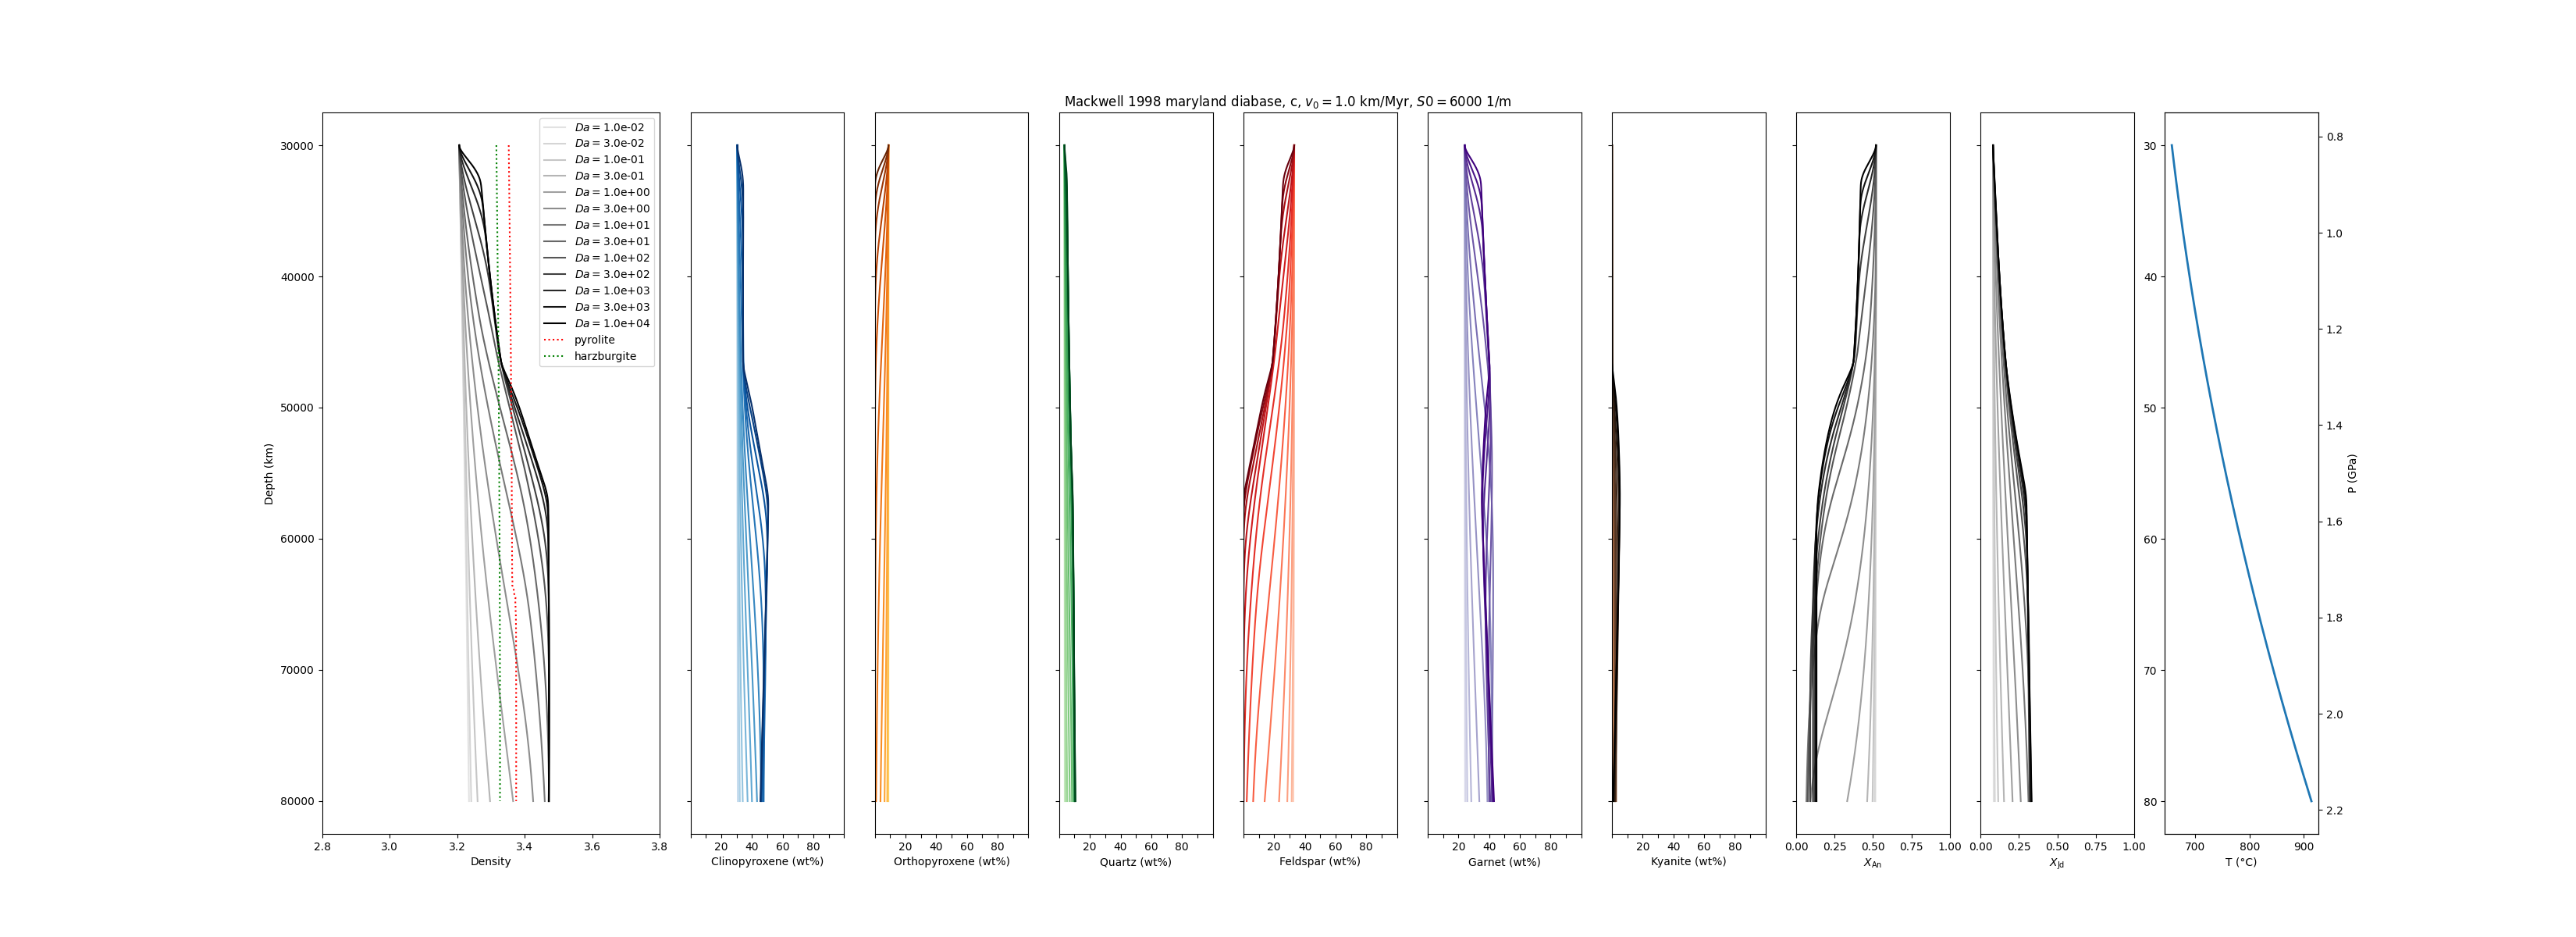 Mackwell 1998 maryland diabase, c, v₀ = 1.0 km/Myr, S0 = 6000 1/m
Da = 1.0e-02
Da = 3.0e-02
Da = 1.0e-01
Da = 3.0e-01
Da = 1.0e+00
Da = 3.0e+00
Da = 1.0e+01
Da = 3.0e+01
Da = 1.0e+02
Da = 3.0e+02
Da = 1.0e+03
Da = 3.0e+03
Da = 1.0e+04
pyrolite
harzburgite
Depth (km)
30000
40000
50000
60000
70000
80000
2.8 3.0 3.2 3.4 3.6 3.8
Density
20 40 60 80
Clinopyroxene (wt%)
20 40 60 80
Orthopyroxene (wt%)
20 40 60 80
Quartz (wt%)
20 40 60 80
Feldspar (wt%)
20 40 60 80
Garnet (wt%)
20 40 60 80
Kyanite (wt%)
0.00 0.25 0.50 0.75 1.00
X_An
0.00 0.25 0.50 0.75 1.00
X_Jd
30
40
50
60
70
80
700 800 900
T (°C)
0.8
1.0
1.2
1.4
1.6
1.8
2.0
2.2
P (GPa)